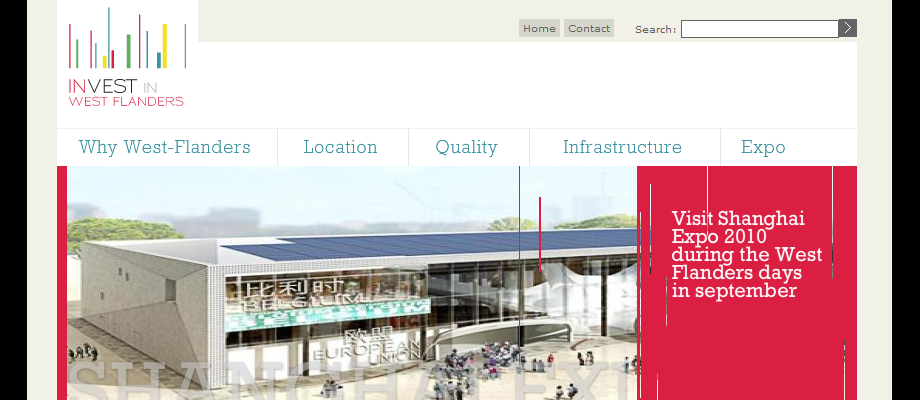 Home
Contact
Search:
INVEST IN
WEST FLANDERS
Why West-Flanders
Location
Quality
Infrastructure
Expo
Visit Shanghai
Expo 2010
during the West
Flanders days
in september
比利时
BELGIUM
欧盟
EUROPEAN
UNION
SHANGHAI EXP